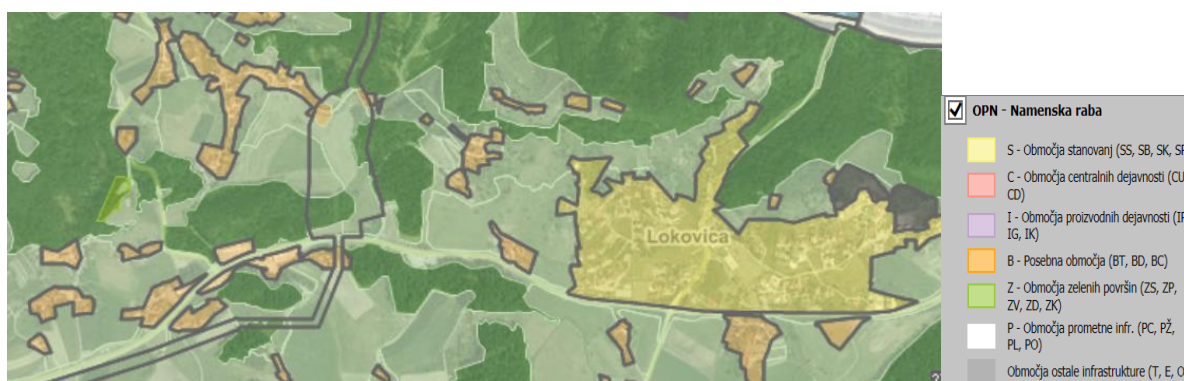 Lokovica
OPN - Namenska raba
S - Območja stanovanj (SS, SB, SK, SP
C - Območja centralnih dejavnosti (CU
CD)
I - Območja proizvodnih dejavnosti (IP
IG, IK)
B - Posebna območja (BT, BD, BC)
Z - Območja zelenih površin (ZS, ZP,
ZV, ZD, ZK)
P - Območja prometne infr. (PC, PŽ,
PL, PO)
Območja ostale infrastrukture (T, E, O